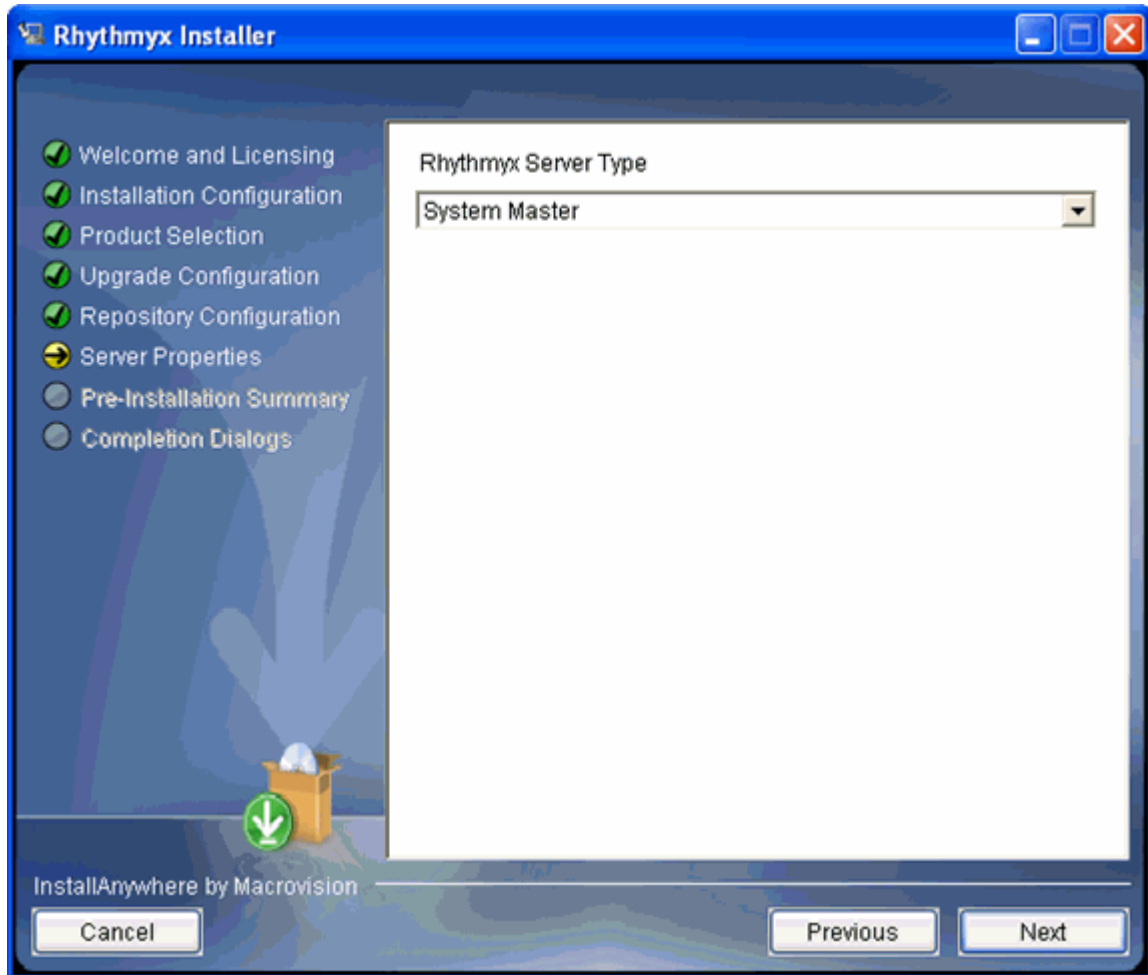 Rhythmyx Installer
Welcome and Licensing
Installation Configuration
Product Selection
Upgrade Configuration
Repository Configuration
Server Properties
Pre-Installation Summary
Completion Dialogs
Rhythmyx Server Type
System Master
InstallAnywhere by Macrovision
Cancel
Previous
Next